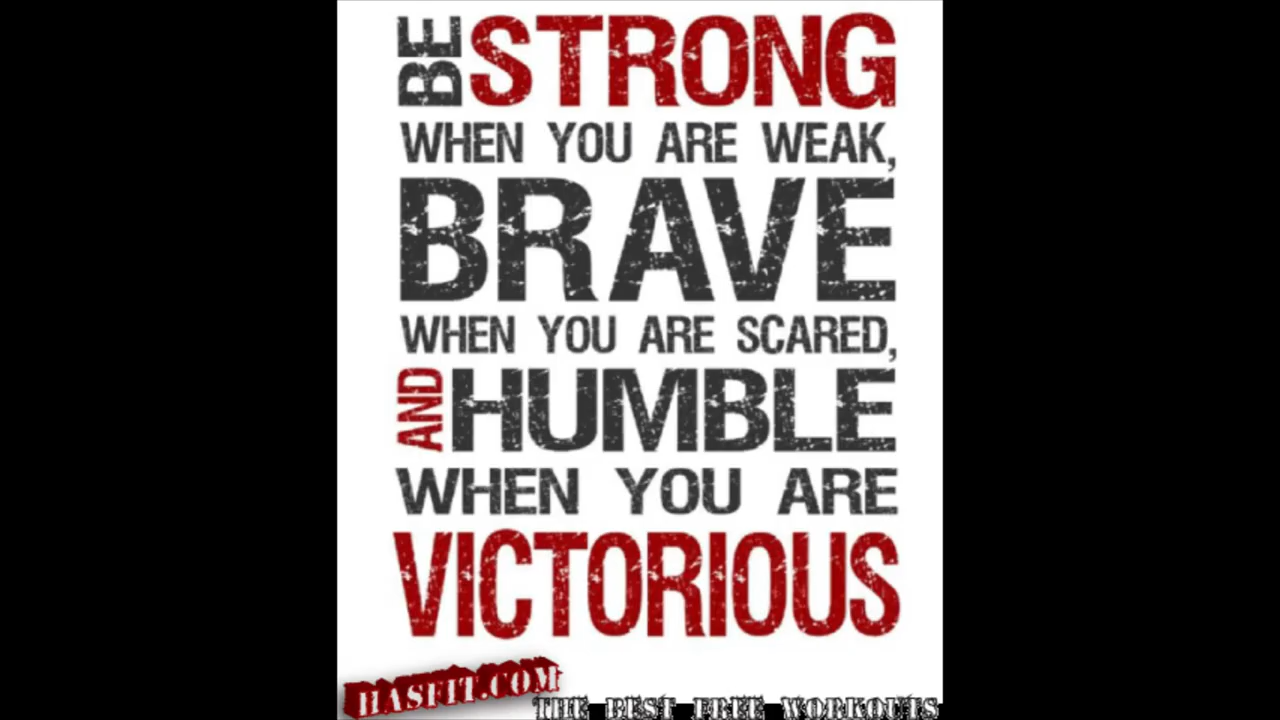 BE STRONG
WHEN YOU ARE WEAK,
BRAVE
WHEN YOU ARE SCARED,
AND HUMBLE
WHEN YOU ARE
VICTORIOUS
HASFIT.COM
THE BEST FREE WORKOUTS